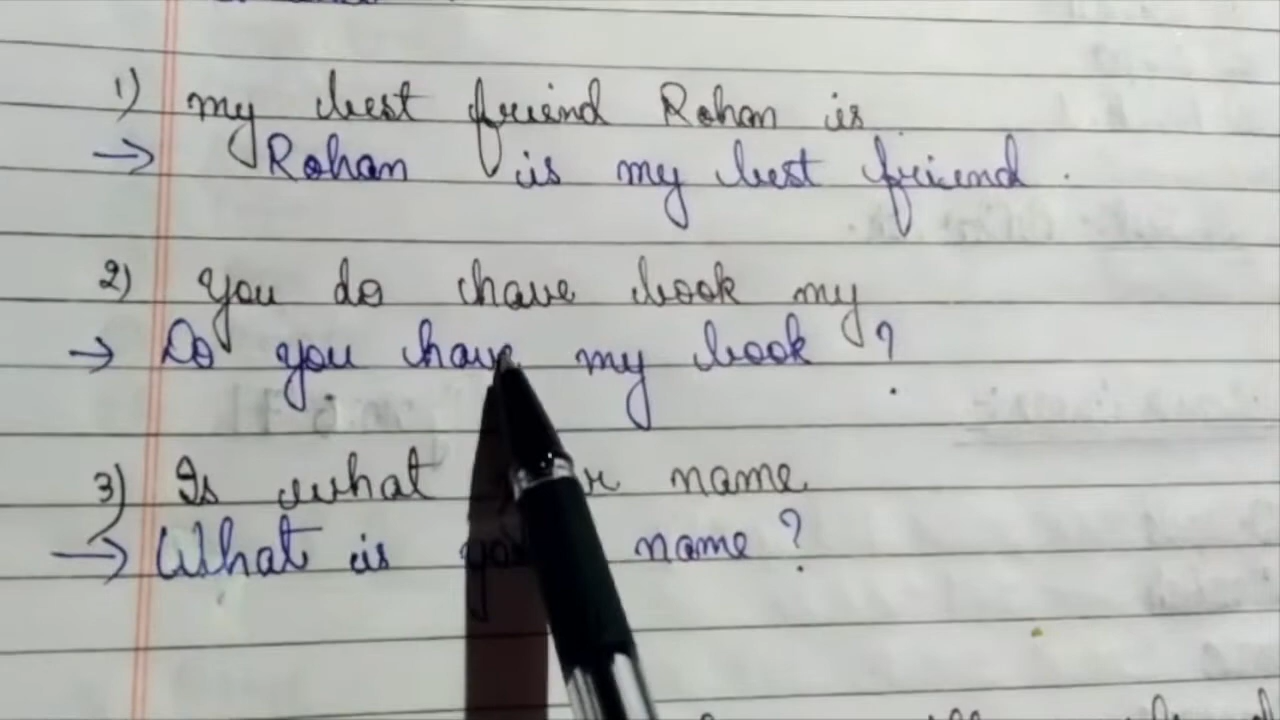 1) my best friend Rohan is
→ Rohan is my best friend.
2) you do have book my
→ Do you have my book ?
3) Is what name
→ What is name ?